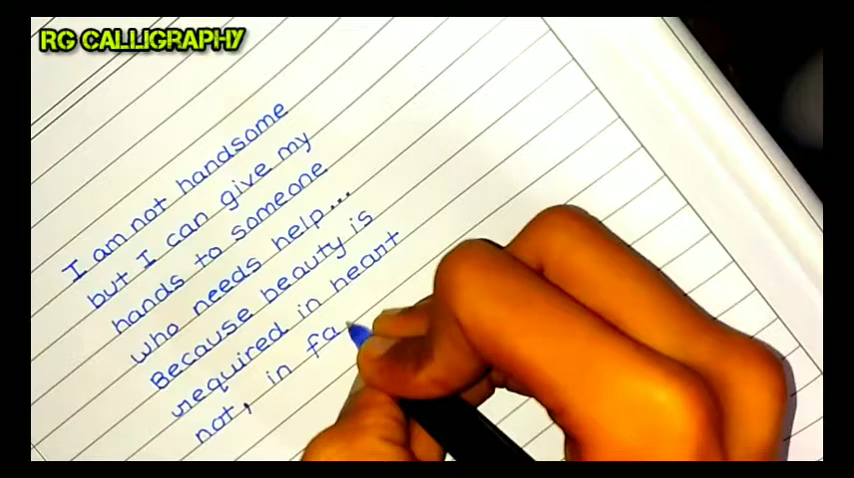 RG CALLIGRAPHY
I am not handsome
but I can give my
hands to someone
who needs help...
Because beauty is
required in heart
not, in fa